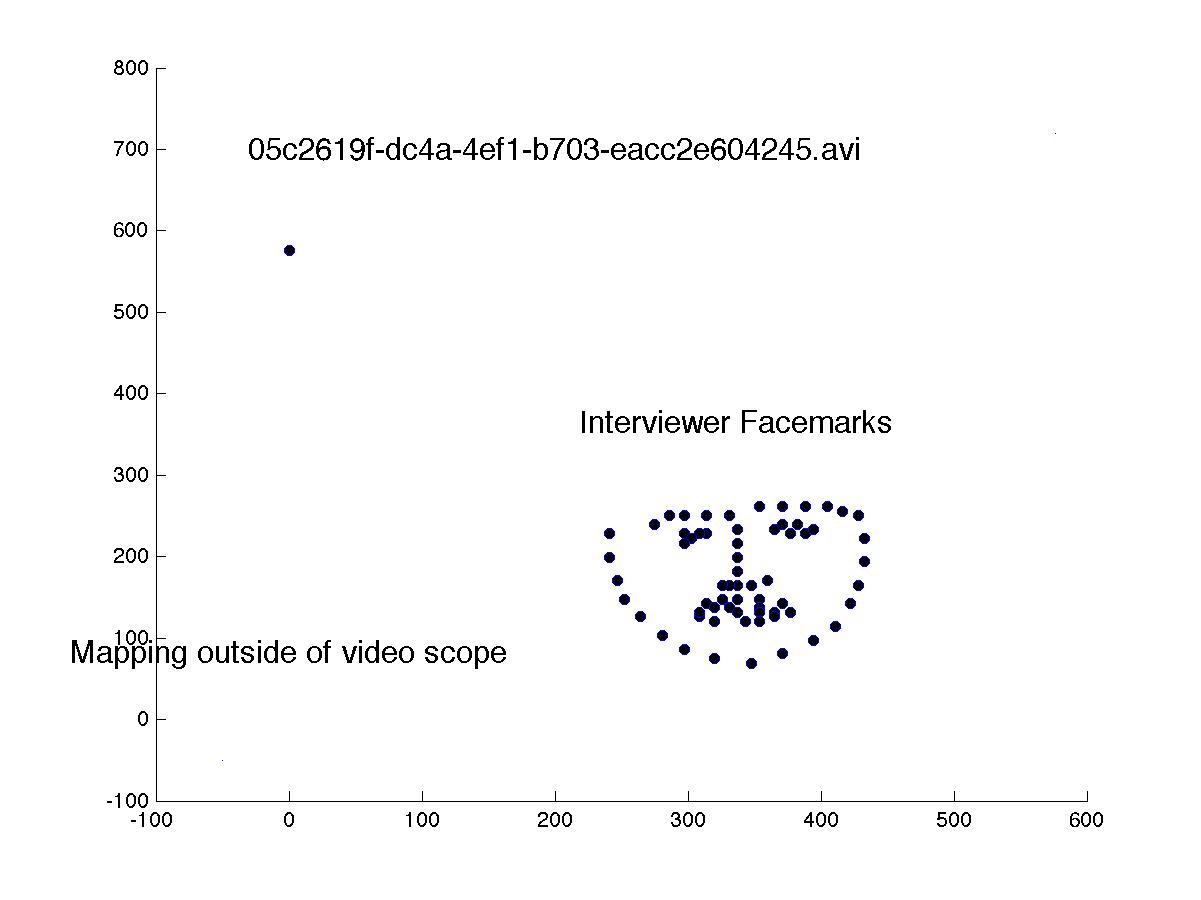 800
700
05c2619f-dc4a-4ef1-b703-eacc2e604245.avi
600
500
400
Interviewer Facemarks
300
200
100
Mapping outside of video scope
0
-100
-100 0 100 200 300 400 500 600